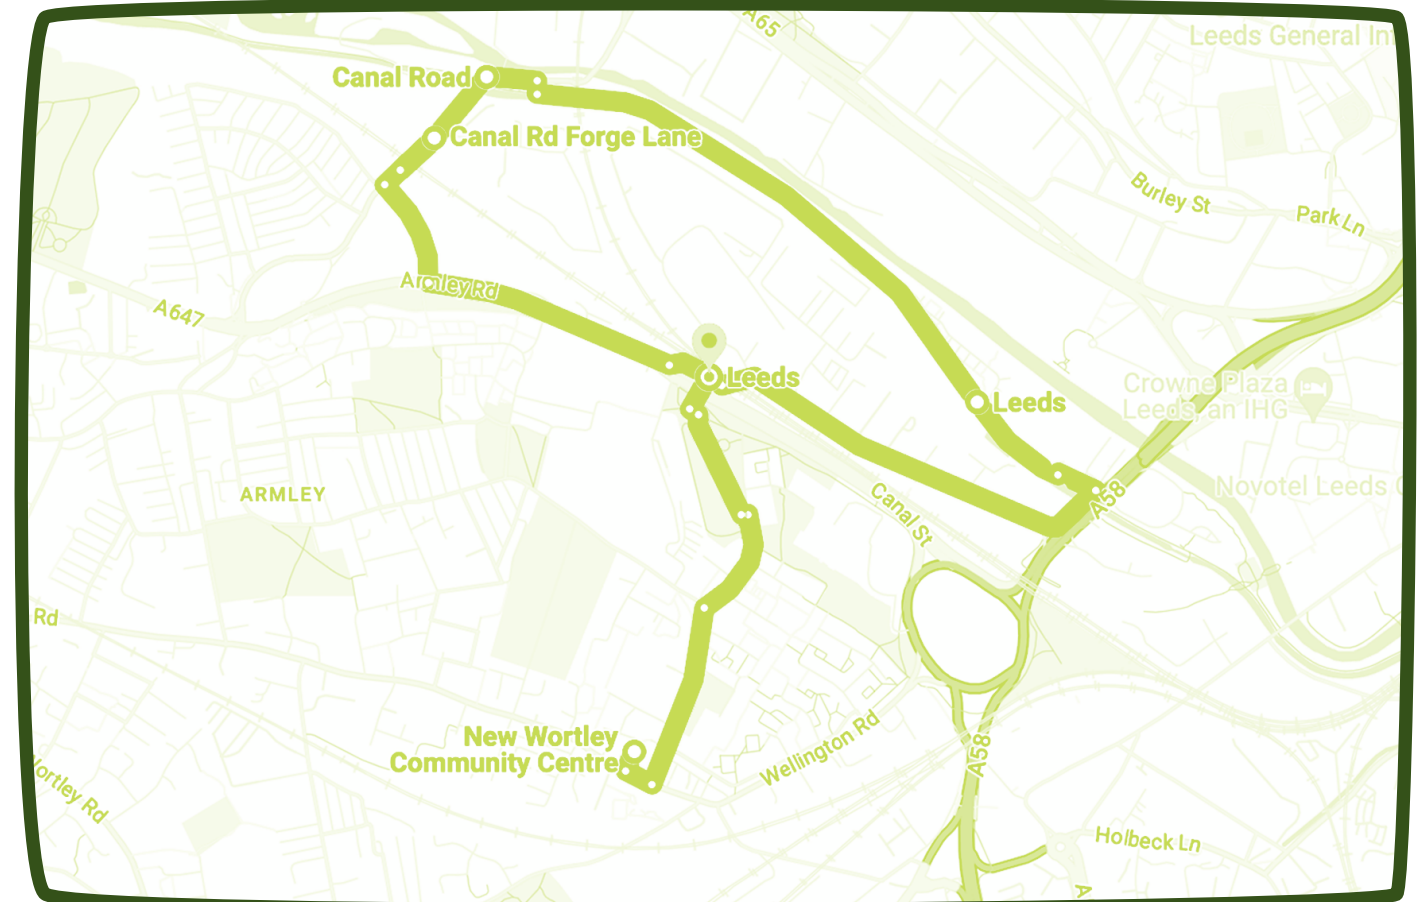 A65
Leeds General In
Canal Road
Canal Rd Forge Lane
Burley St
Park Ln
Armley Rd
A647
Leeds
Crowne Plaza
Leeds, an IHG
Leeds
ARMLEY
Novotel Leeds C
A58
Canal St
Rd
New Wortley
Community Centre
Wellington Rd
A58
Wortley Rd
Holbeck Ln
A